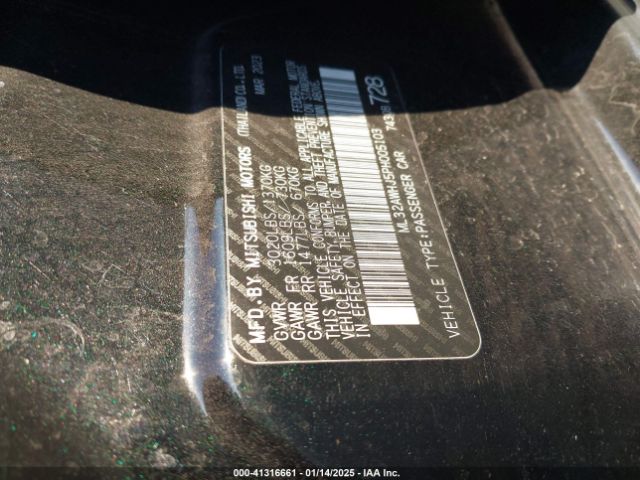 MFD. BY MITSUBISHI MOTORS (THAILAND) CO., LTD.
MAR 2023
GVWR 3020LBS/1370KG
GAWR FR 1609LBS/ 730KG
GAWR RR 1477LBS/ 670KG
THIS VEHICLE CONFORMS TO ALL APPLICABLE FEDERAL MOTOR
VEHICLE SAFETY, BUMPER, AND THEFT PREVENTION STANDARDS
IN EFFECT ON THE DATE OF MANUFACTURE SHOWN ABOVE.
ML32AWHJ5PH005103
728
VEHICLE TYPE:PASSENGER CAR
000-41316661 - 01/14/2025 - IAA Inc.